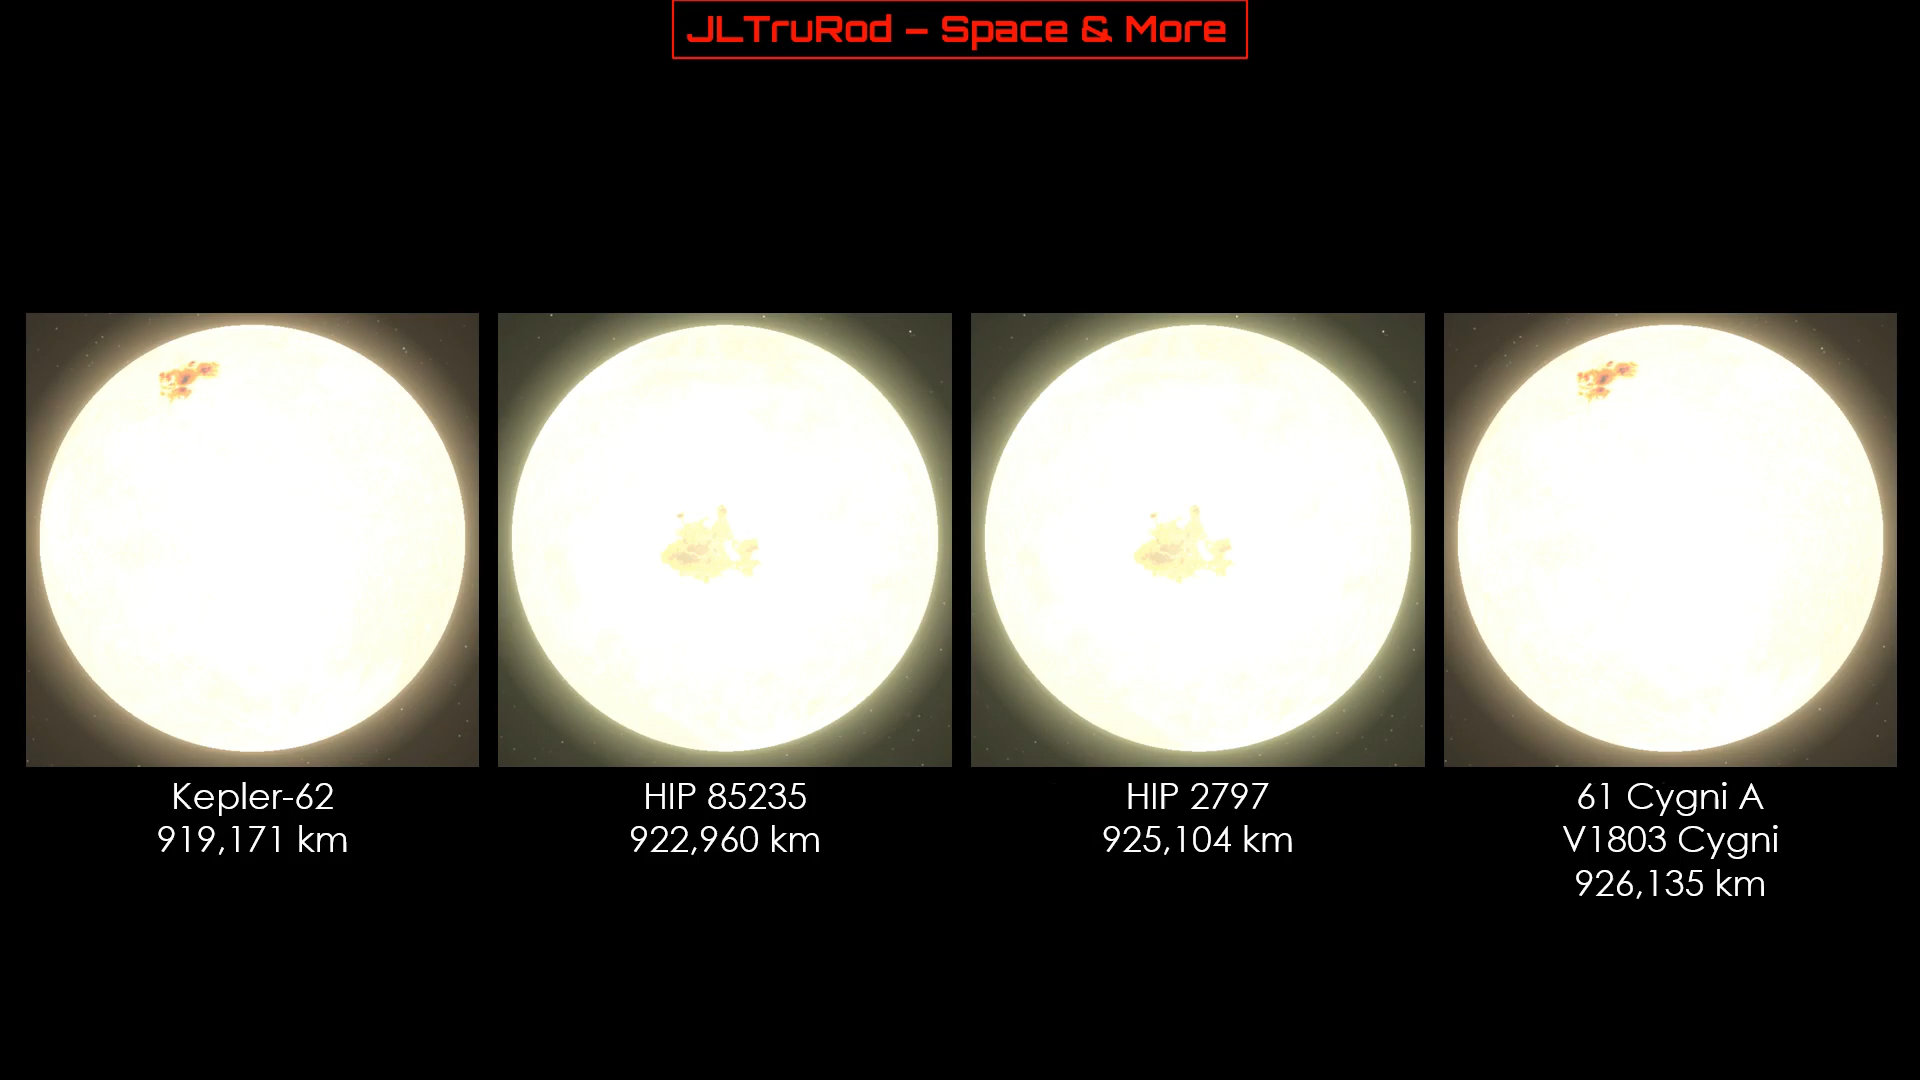 JLTruRod – Space & More
Kepler-62
919,171 km
HIP 85235
922,960 km
HIP 2797
925,104 km
61 Cygni A
V1803 Cygni
926,135 km